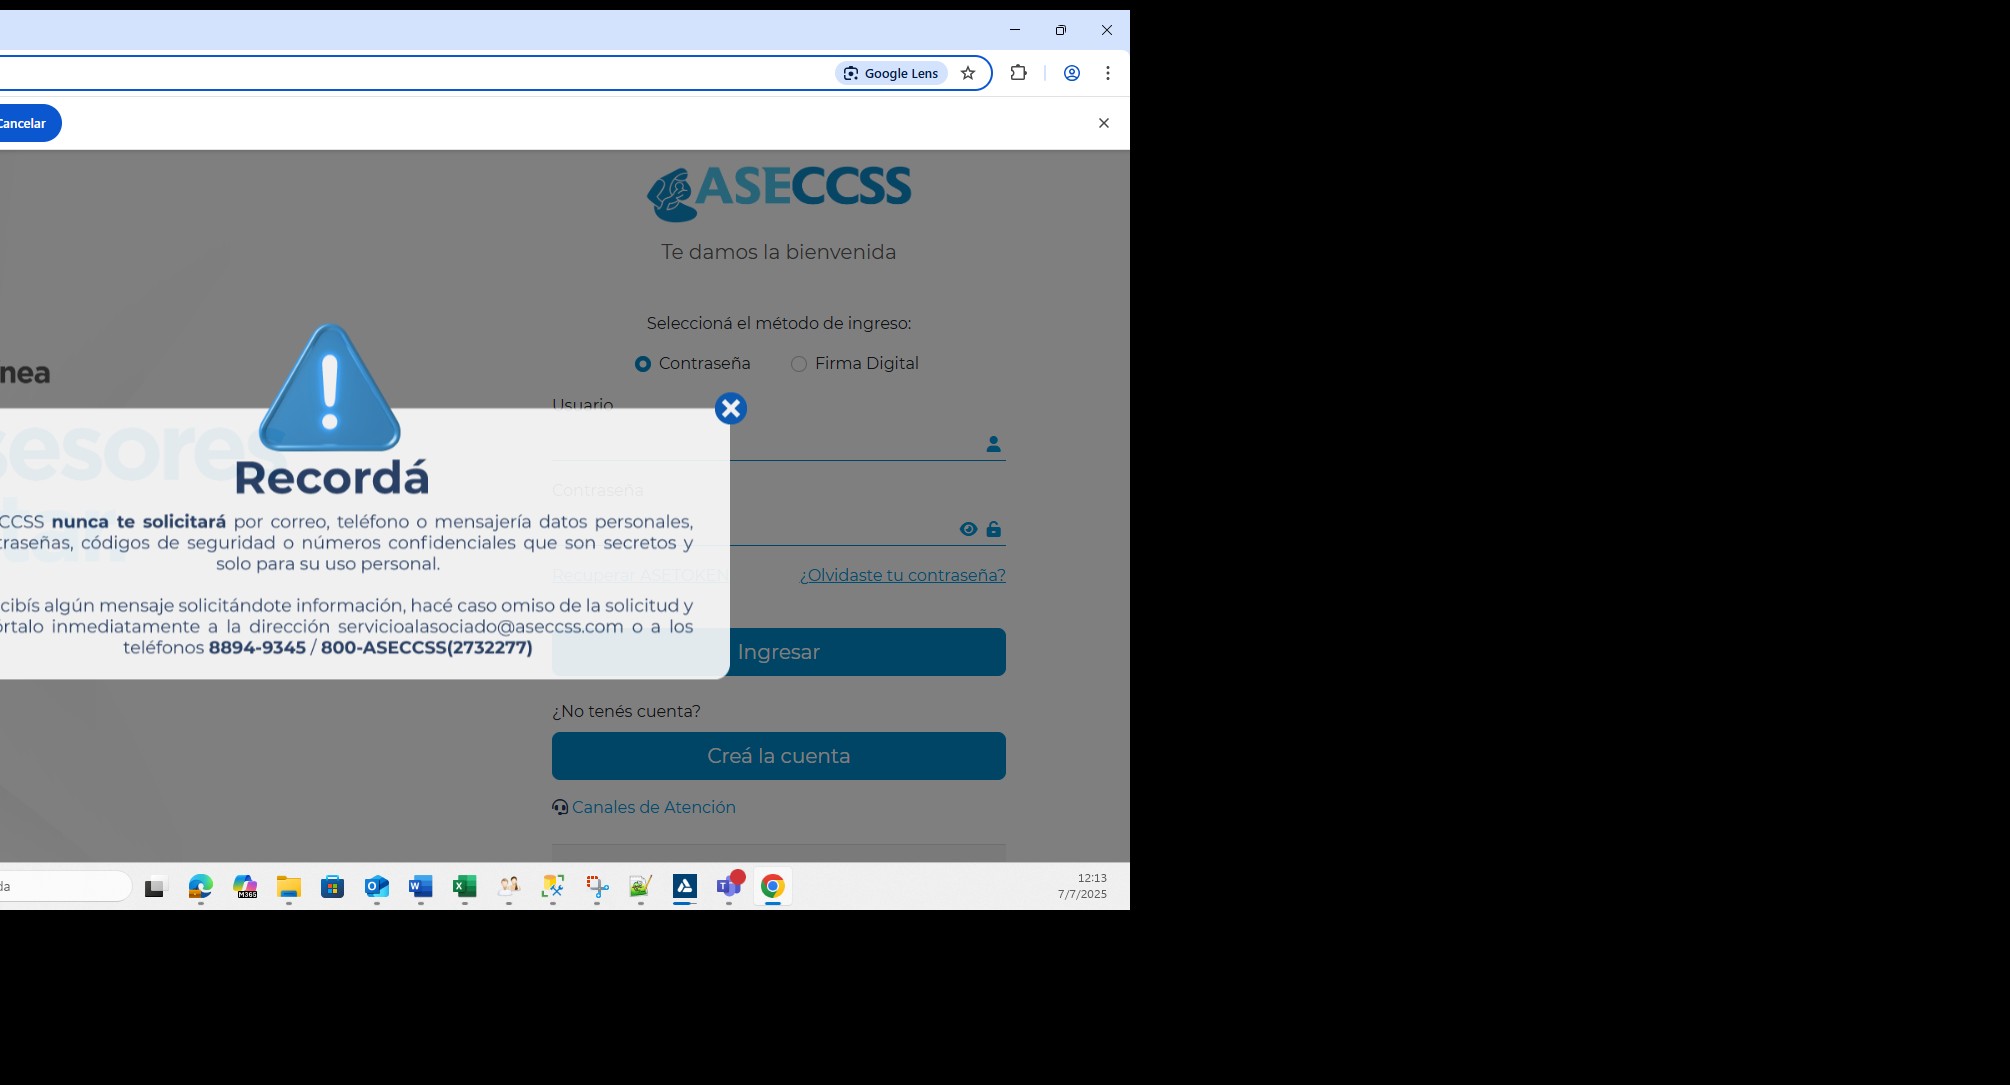 Google Lens
Cancelar
ASECCSS
Te damos la bienvenida
Seleccioná el método de ingreso:
Contraseña
Firma Digital
Usuario
Contraseña
Recuperar ASETOKEN
¿Olvidaste tu contraseña?
Ingresar
¿No tenés cuenta?
Creá la cuenta
Canales de Atención
nea
sesores
Recordá
CCSS nunca te solicitará por correo, teléfono o mensajería datos personales,
traseñas, códigos de seguridad o números confidenciales que son secretos y
solo para su uso personal.
cibís algún mensaje solicitándote información, hacé caso omiso de la solicitud y
órtalo inmediatamente a la dirección servicioalasociado@aseccss.com o a los
teléfonos 8894-9345 / 800-ASECCSS(2732277)
da
M365
12:13
7/7/2025